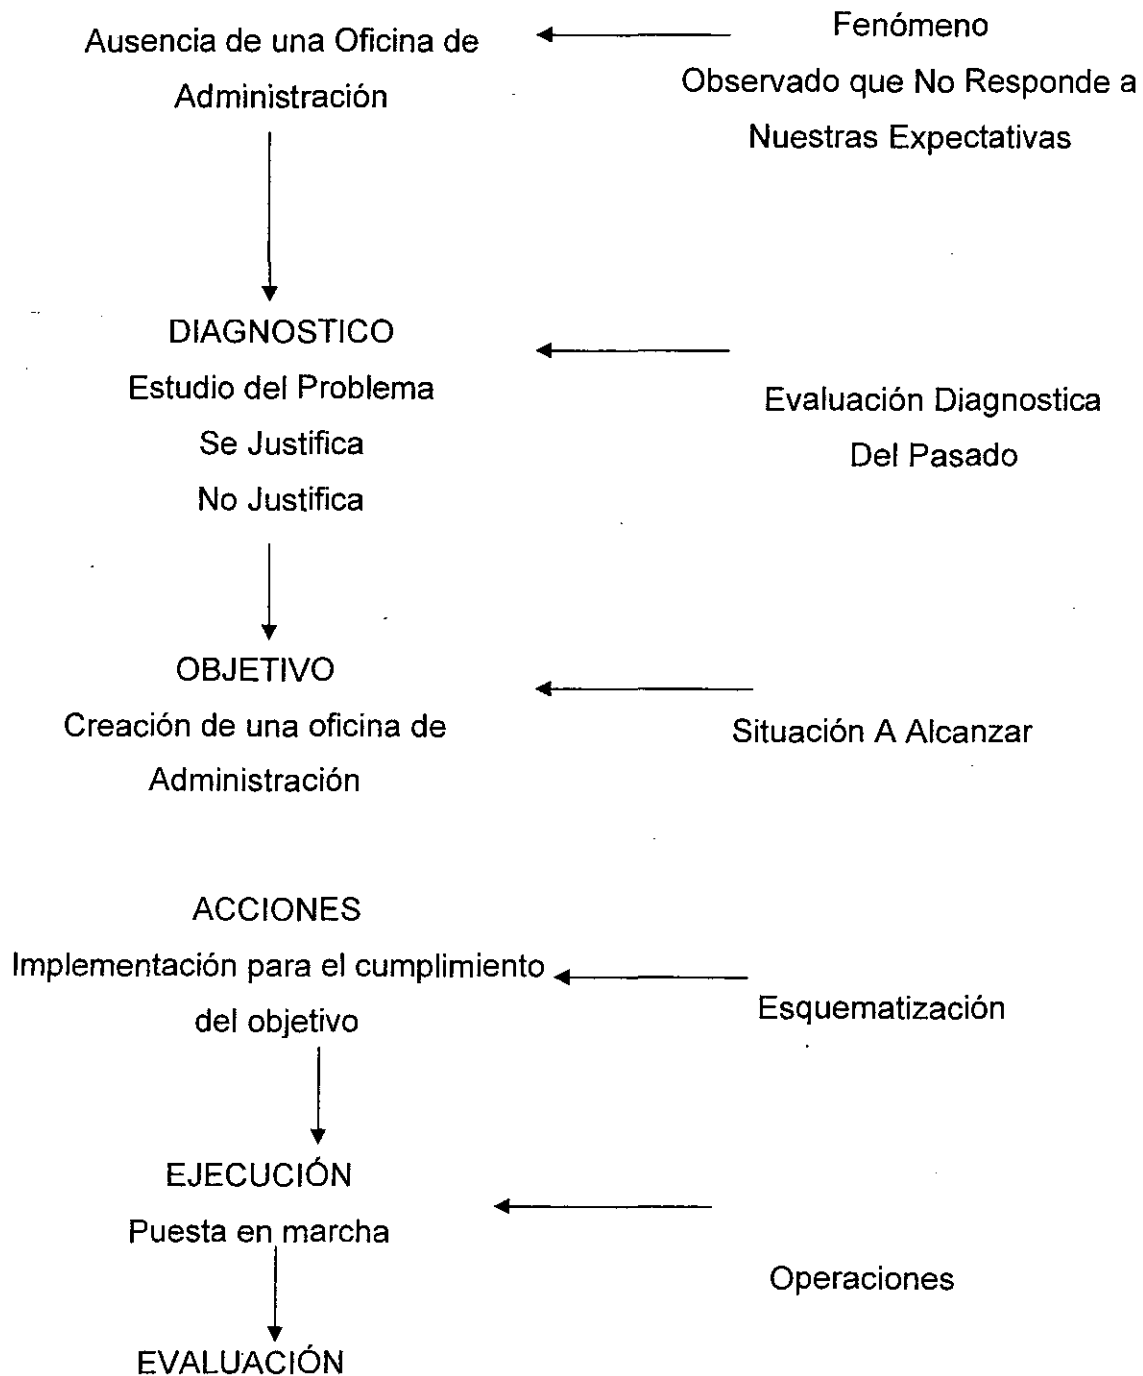 Ausencia de una Oficina de
Administración
Fenómeno
Observado que No Responde a
Nuestras Expectativas
DIAGNOSTICO
Estudio del Problema
Se Justifica
No Justifica
Evaluación Diagnostica
Del Pasado
OBJETIVO
Creación de una oficina de
Administración
Situación A Alcanzar
ACCIONES
Implementación para el cumplimiento
del objetivo
Esquematización
EJECUCIÓN
Puesta en marcha
Operaciones
EVALUACIÓN